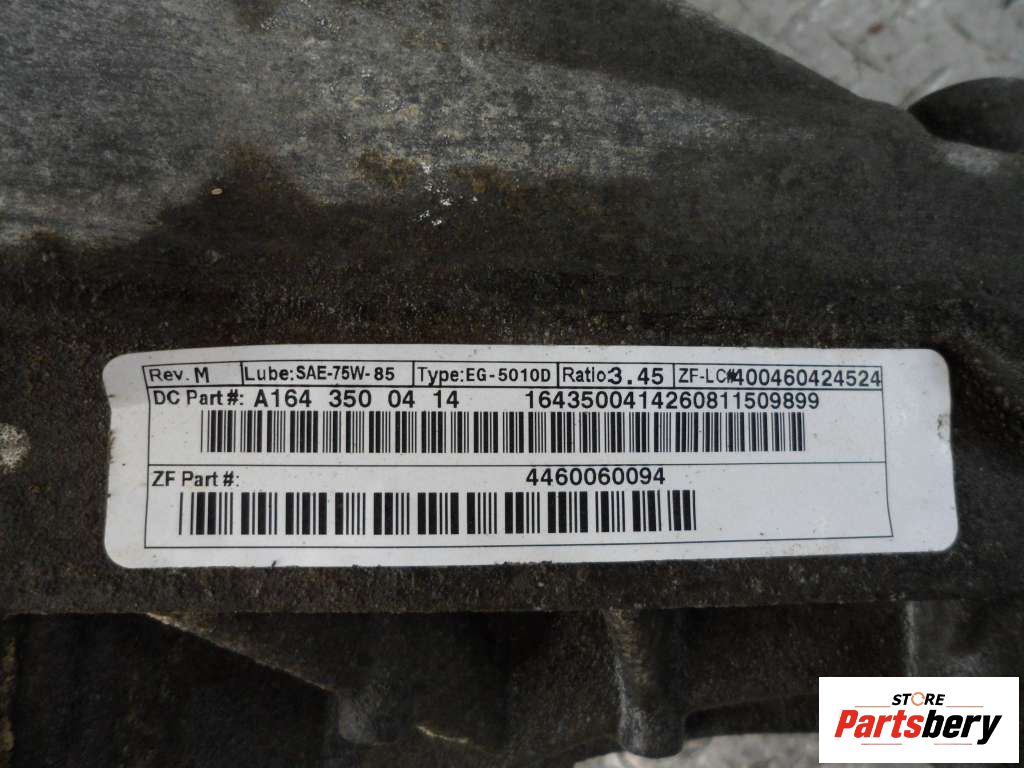 Rev. M Lube: SAE-75W-85 Type: EG-5010D Ratio: 3.45 ZF-LC#: 400460424524
DC Part #: A164 350 04 14 1643500414260811509899
ZF Part #: 4460060094
STORE
Partsbery